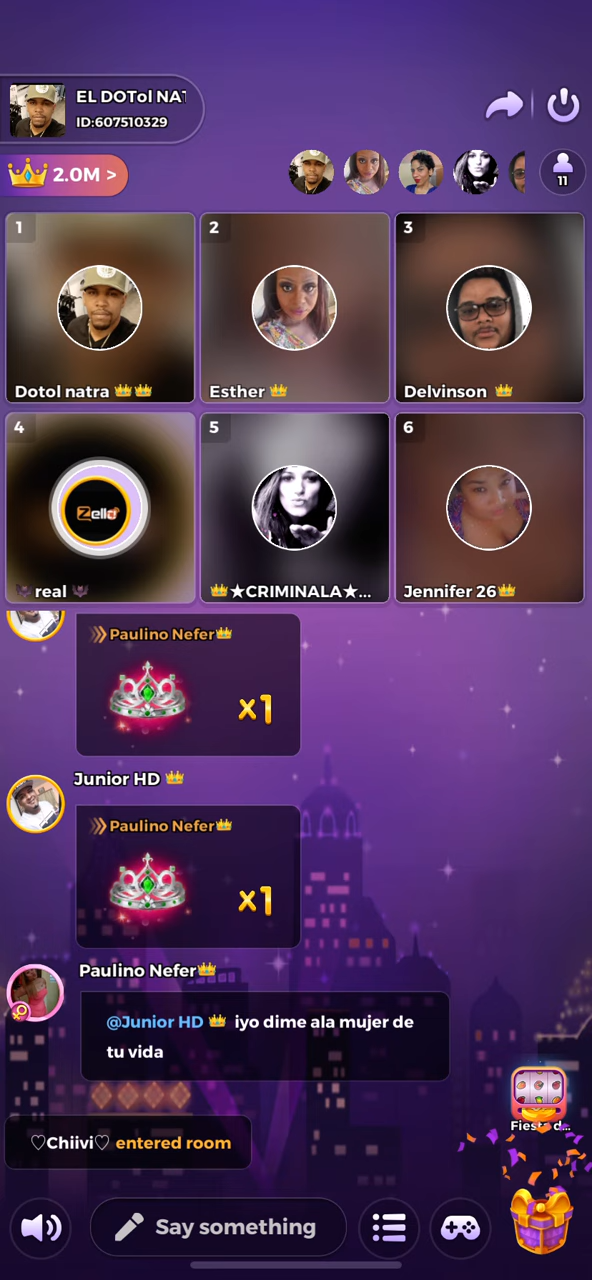 EL DOTol NAT
ID:607510329
2.0M >
11
1
2
3
Dotol natra
Esther
Delvinson
4
5
6
Zello
real
★CRIMINALA★...
Jennifer 26
Paulino Nefer
x1
Junior HD
Paulino Nefer
x1
Paulino Nefer
@Junior HD iyo dime ala mujer de
tu vida
Fiesta d...
♡Chiivi♡ entered room
Say something